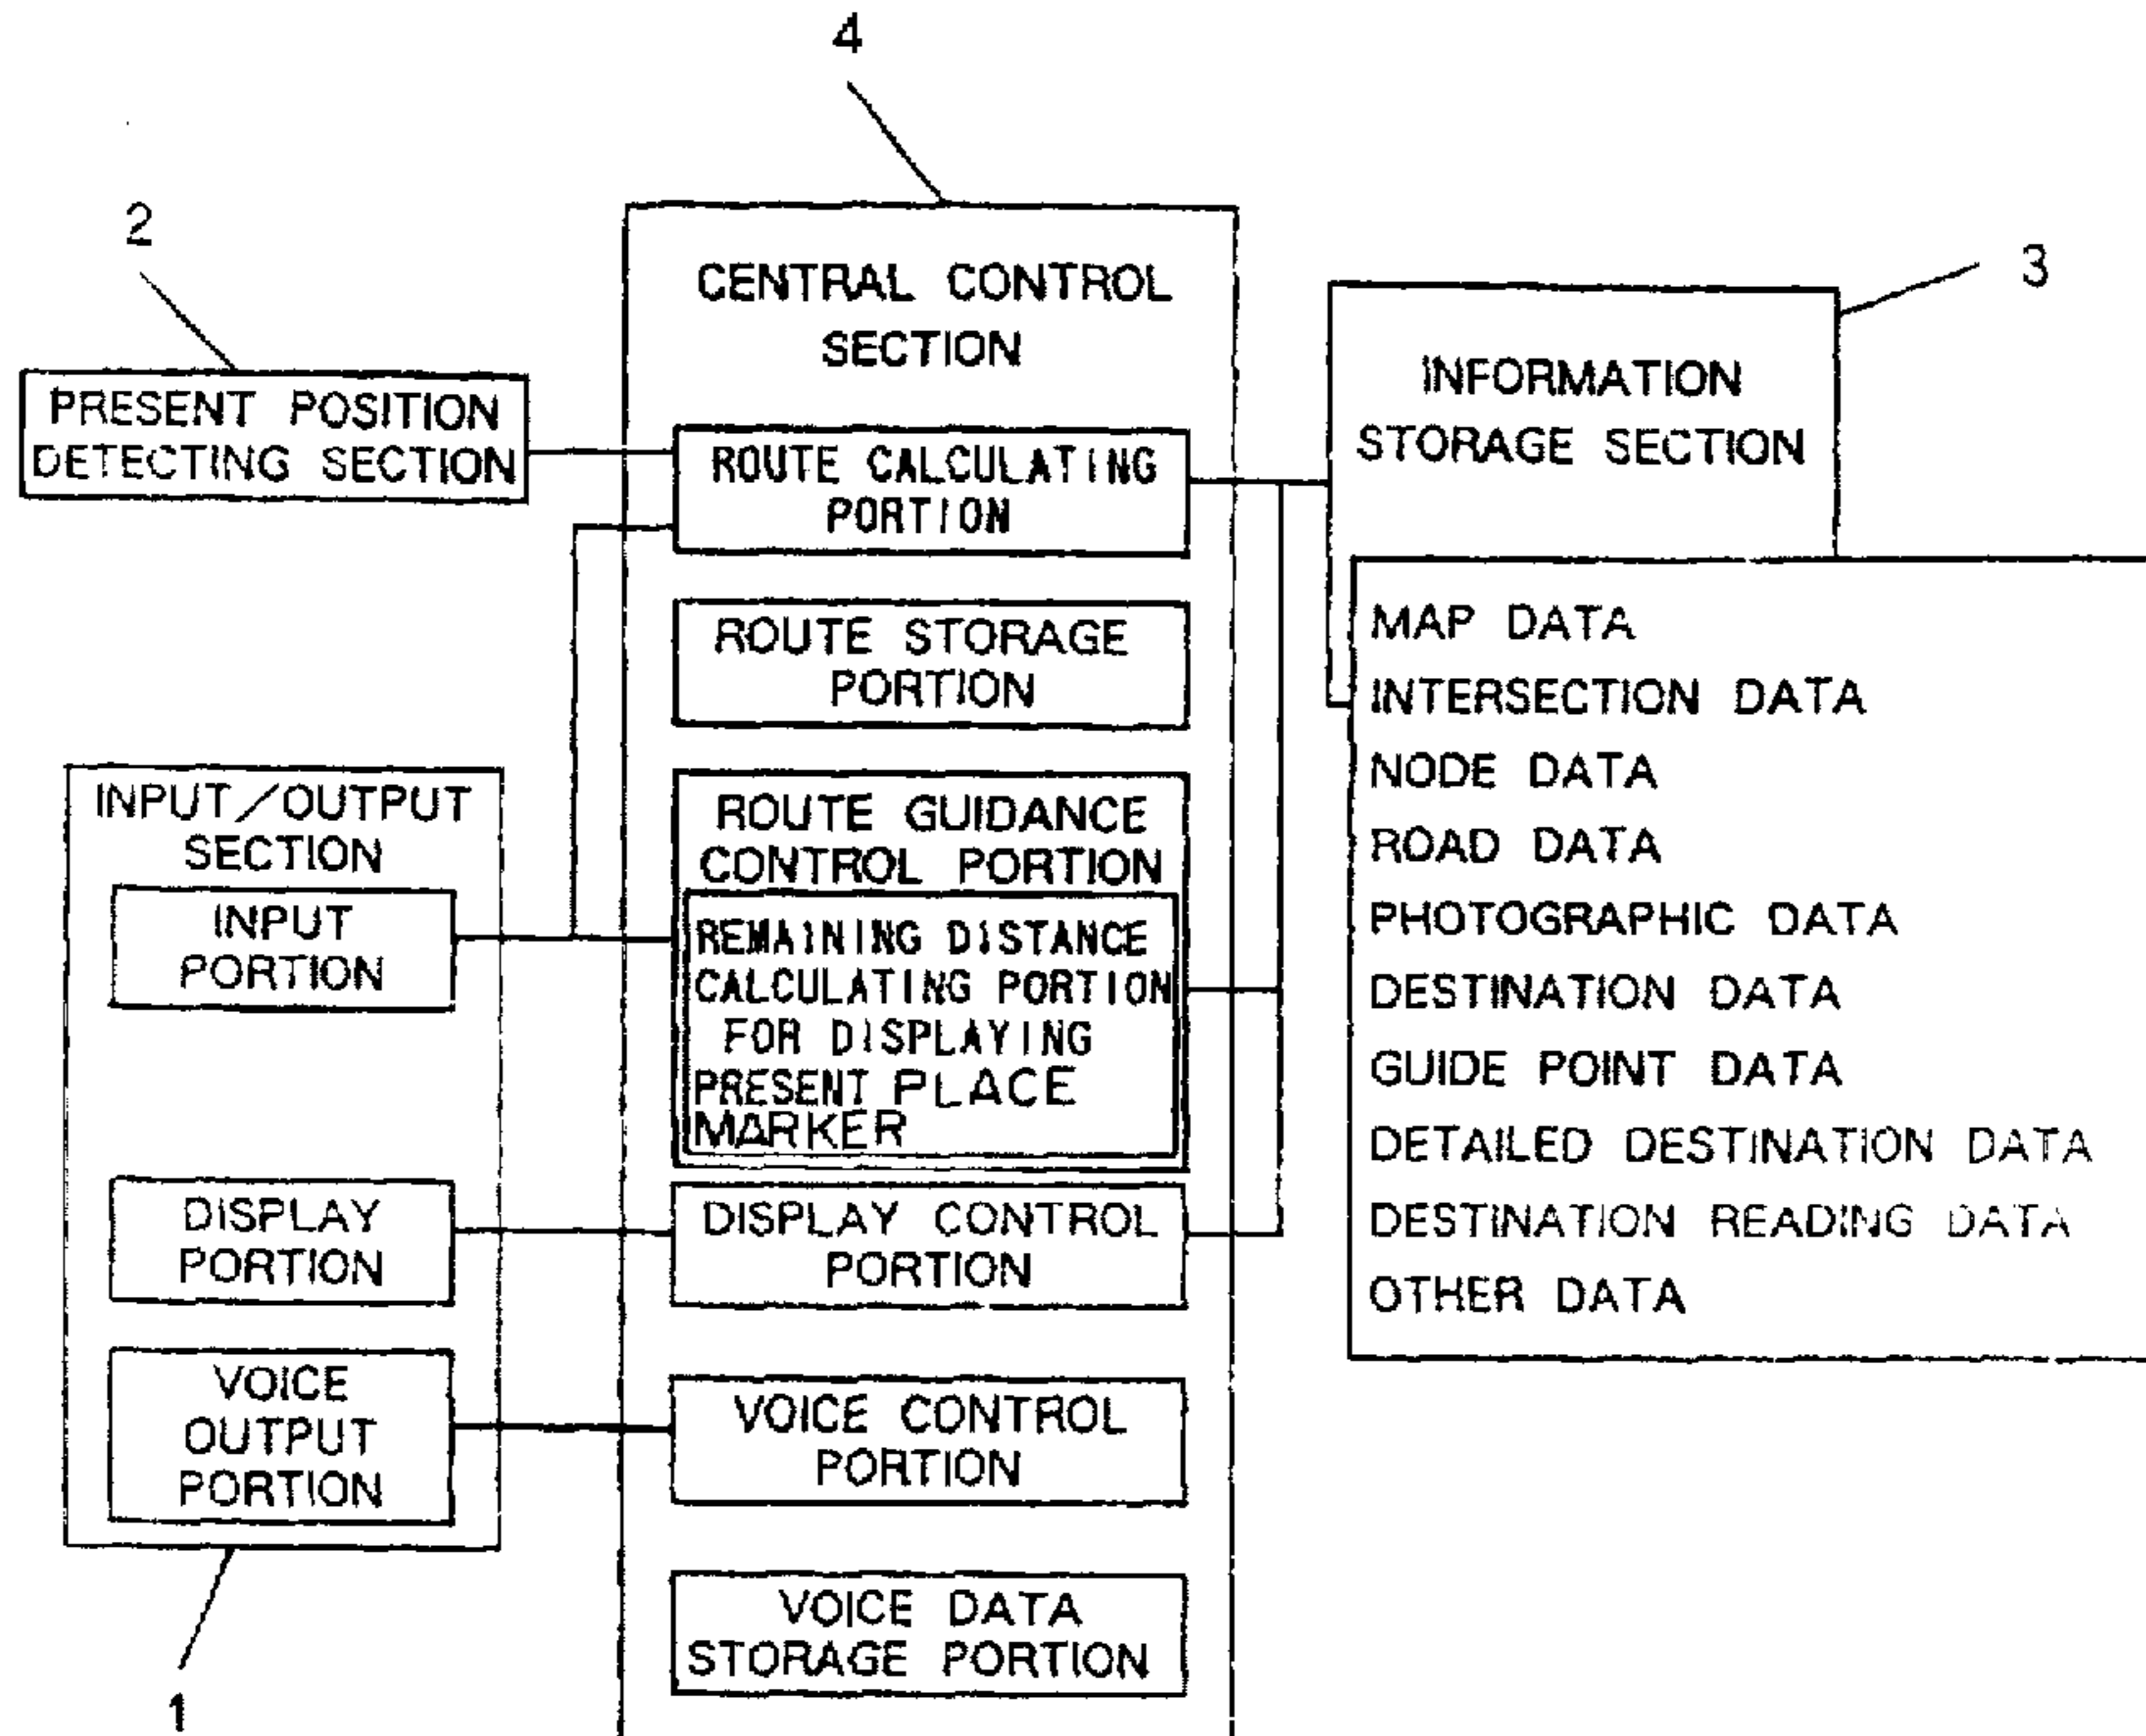 4
2
CENTRAL CONTROL
SECTION
3
PRESENT POSITION
DETECTING SECTION
ROUTE CALCULATING
PORTION
INFORMATION
STORAGE SECTION
ROUTE STORAGE
PORTION
MAP DATA
INTERSECTION DATA
NODE DATA
ROAD DATA
PHOTOGRAPHIC DATA
DESTINATION DATA
GUIDE POINT DATA
DETAILED DESTINATION DATA
DESTINATION READING DATA
OTHER DATA
INPUT/OUTPUT
SECTION
INPUT
PORTION
ROUTE GUIDANCE
CONTROL PORTION
REMAINING DISTANCE
CALCULATING PORTION
FOR DISPLAYING
PRESENT PLACE
MARKER
DISPLAY
PORTION
DISPLAY CONTROL
PORTION
VOICE
OUTPUT
PORTION
VOICE CONTROL
PORTION
VOICE DATA
STORAGE PORTION
1